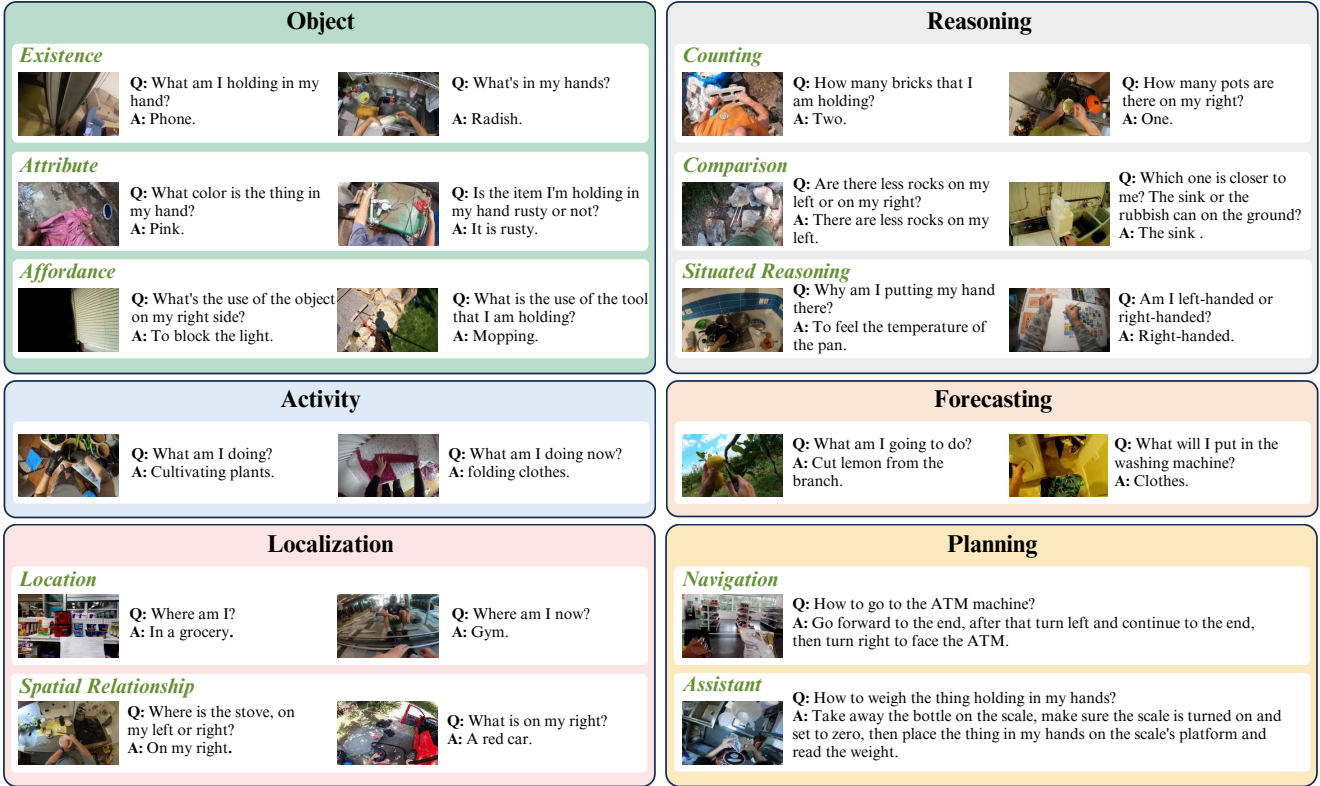 Object
Existence
Q: What am I holding in my
hand?
A: Phone.
Q: What's in my hands?
A: Radish.
Attribute
Q: What color is the thing in
my hand?
A: Pink.
Q: Is the item I'm holding in
my hand rusty or not?
A: It is rusty.
Affordance
Q: What's the use of the object
on my right side?
A: To block the light.
Q: What is the use of the tool
that I am holding?
A: Mopping.
Reasoning
Counting
Q: How many bricks that I
am holding?
A: Two.
Q: How many pots are
there on my right?
A: One.
Comparison
Q: Are there less rocks on my
left or on my right?
A: There are less rocks on my
left.
Q: Which one is closer to
me? The sink or the
rubbish can on the ground?
A: The sink .
Situated Reasoning
Q: Why am I putting my hand
there?
A: To feel the temperature of
the pan.
Q: Am I left-handed or
right-handed?
A: Right-handed.
Activity
Q: What am I doing?
A: Cultivating plants.
Q: What am I doing now?
A: folding clothes.
Forecasting
Q: What am I going to do?
A: Cut lemon from the
branch.
Q: What will I put in the
washing machine?
A: Clothes.
Localization
Location
Q: Where am I?
A: In a grocery.
Q: Where am I now?
A: Gym.
Spatial Relationship
Q: Where is the stove, on
my left or right?
A: On my right.
Q: What is on my right?
A: A red car.
Planning
Navigation
Q: How to go to the ATM machine?
A: Go forward to the end, after that turn left and continue to the end,
then turn right to face the ATM.
Assistant
Q: How to weigh the thing holding in my hands?
A: Take away the bottle on the scale, make sure the scale is turned on and
set to zero, then place the thing in my hands on the scale's platform and
read the weight.